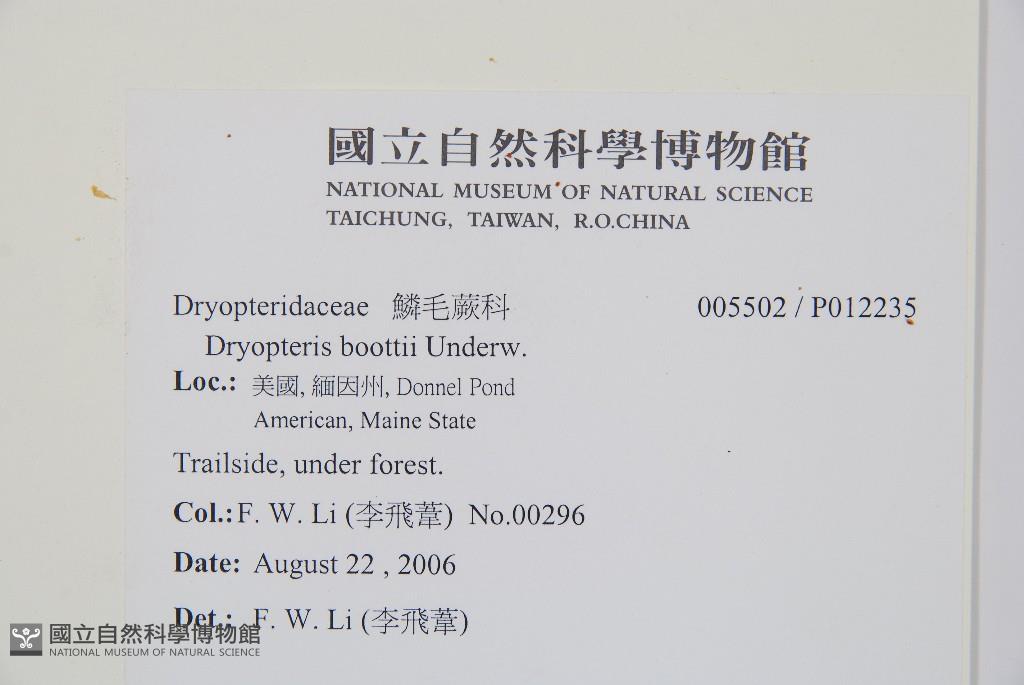 國立自然科學博物館
NATIONAL MUSEUM OF NATURAL SCIENCE
TAICHUNG, TAIWAN, R.O.CHINA
Dryopteridaceae 鱗毛蕨科 005502 / P012235
Dryopteris boottii Underw.
Loc.: 美國, 緬因州, Donnel Pond
American, Maine State
Trailside, under forest.
Col.: F. W. Li (李飛葦) No.00296
Date: August 22 , 2006
Det.: F. W. Li (李飛葦)
國立自然科學博物館
NATIONAL MUSEUM OF NATURAL SCIENCE